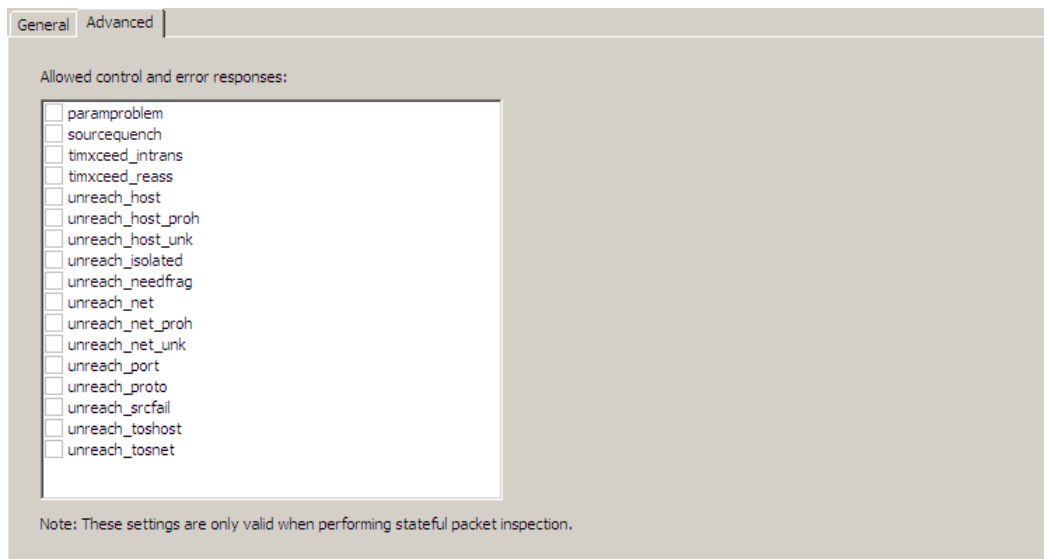 General Advanced
Allowed control and error responses:
paramproblem
sourcequench
timxceed_intrans
timxceed_reass
unreach_host
unreach_host_proh
unreach_host_unk
unreach_isolated
unreach_needfrag
unreach_net
unreach_net_proh
unreach_net_unk
unreach_port
unreach_proto
unreach_srcfail
unreach_toshost
unreach_tosnet
Note: These settings are only valid when performing stateful packet inspection.